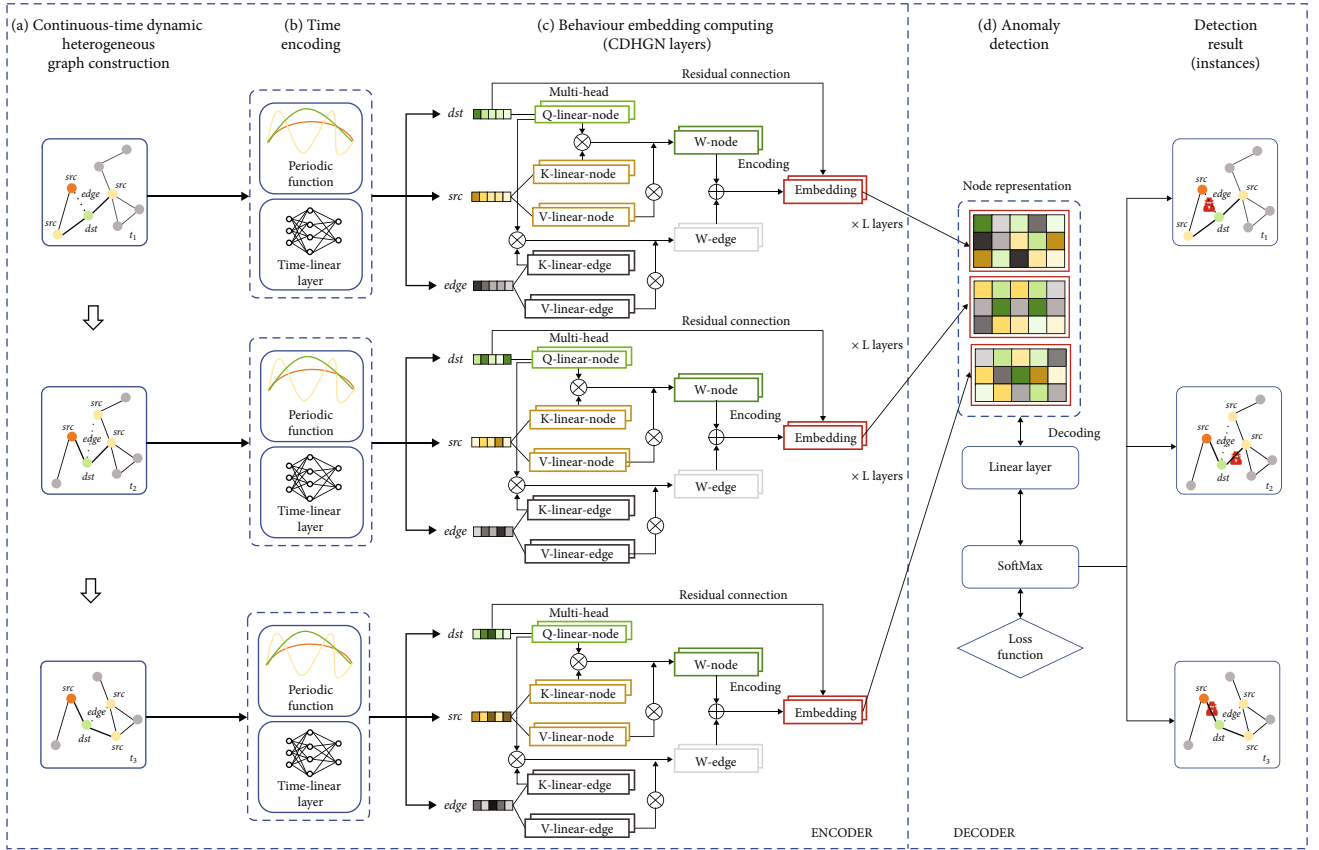 (a) Continuous-time dynamic
heterogeneous
graph construction
(b) Time
encoding
(c) Behaviour embedding computing
(CDHGN layers)
(d) Anomaly
detection
Detection
result
(instances)
src
edge
src
src
dst
t1
Periodic
function
Time-linear
layer
dst
src
edge
Residual connection
Multi-head
Q-linear-node
K-linear-node
V-linear-node
K-linear-edge
V-linear-edge
W-node
Encoding
W-edge
Embedding
× L layers
src
edge
src
src
dst
t2
Periodic
function
Time-linear
layer
dst
src
edge
Residual connection
Multi-head
Q-linear-node
K-linear-node
V-linear-node
K-linear-edge
V-linear-edge
W-node
Encoding
W-edge
Embedding
× L layers
× L layers
src
src
edge
dst
src
t3
Periodic
function
Time-linear
layer
dst
src
edge
Residual connection
Multi-head
Q-linear-node
K-linear-node
V-linear-node
K-linear-edge
V-linear-edge
W-node
Encoding
W-edge
Embedding
ENCODER
Node representation
Decoding
Linear layer
SoftMax
Loss
function
DECODER
src
edge
src
src
dst
t1
src
src
edge
src
dst
t2
src
src
edge
dst
src
t3